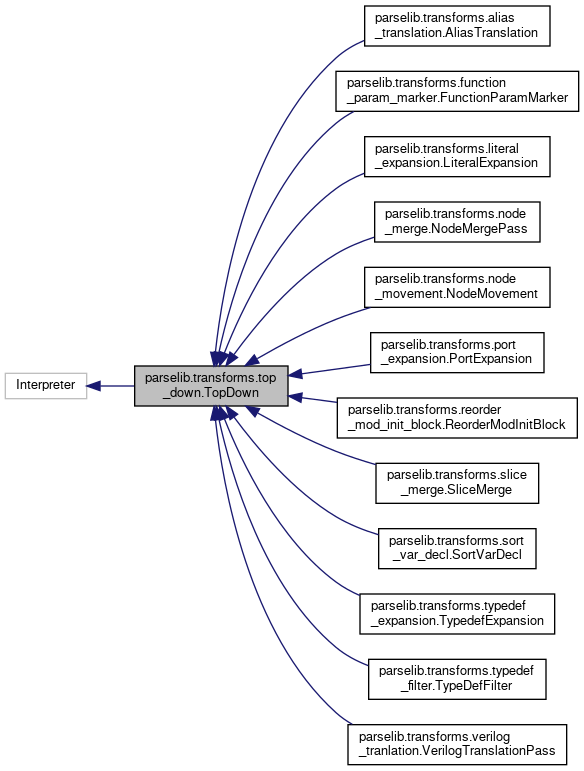 parselib.transforms.alias
_translation.AliasTranslation
parselib.transforms.function
_param_marker.FunctionParamMarker
parselib.transforms.literal
_expansion.LiteralExpansion
parselib.transforms.node
_merge.NodeMergePass
parselib.transforms.node
_movement.NodeMovement
parselib.transforms.port
_expansion.PortExpansion
Interpreter
parselib.transforms.top
_down.TopDown
parselib.transforms.reorder
_mod_init_block.ReorderModInitBlock
parselib.transforms.slice
_merge.SliceMerge
parselib.transforms.sort
_var_decl.SortVarDecl
parselib.transforms.typedef
_expansion.TypedefExpansion
parselib.transforms.typedef
_filter.TypeDefFilter
parselib.transforms.verilog
_tranlation.VerilogTranslationPass